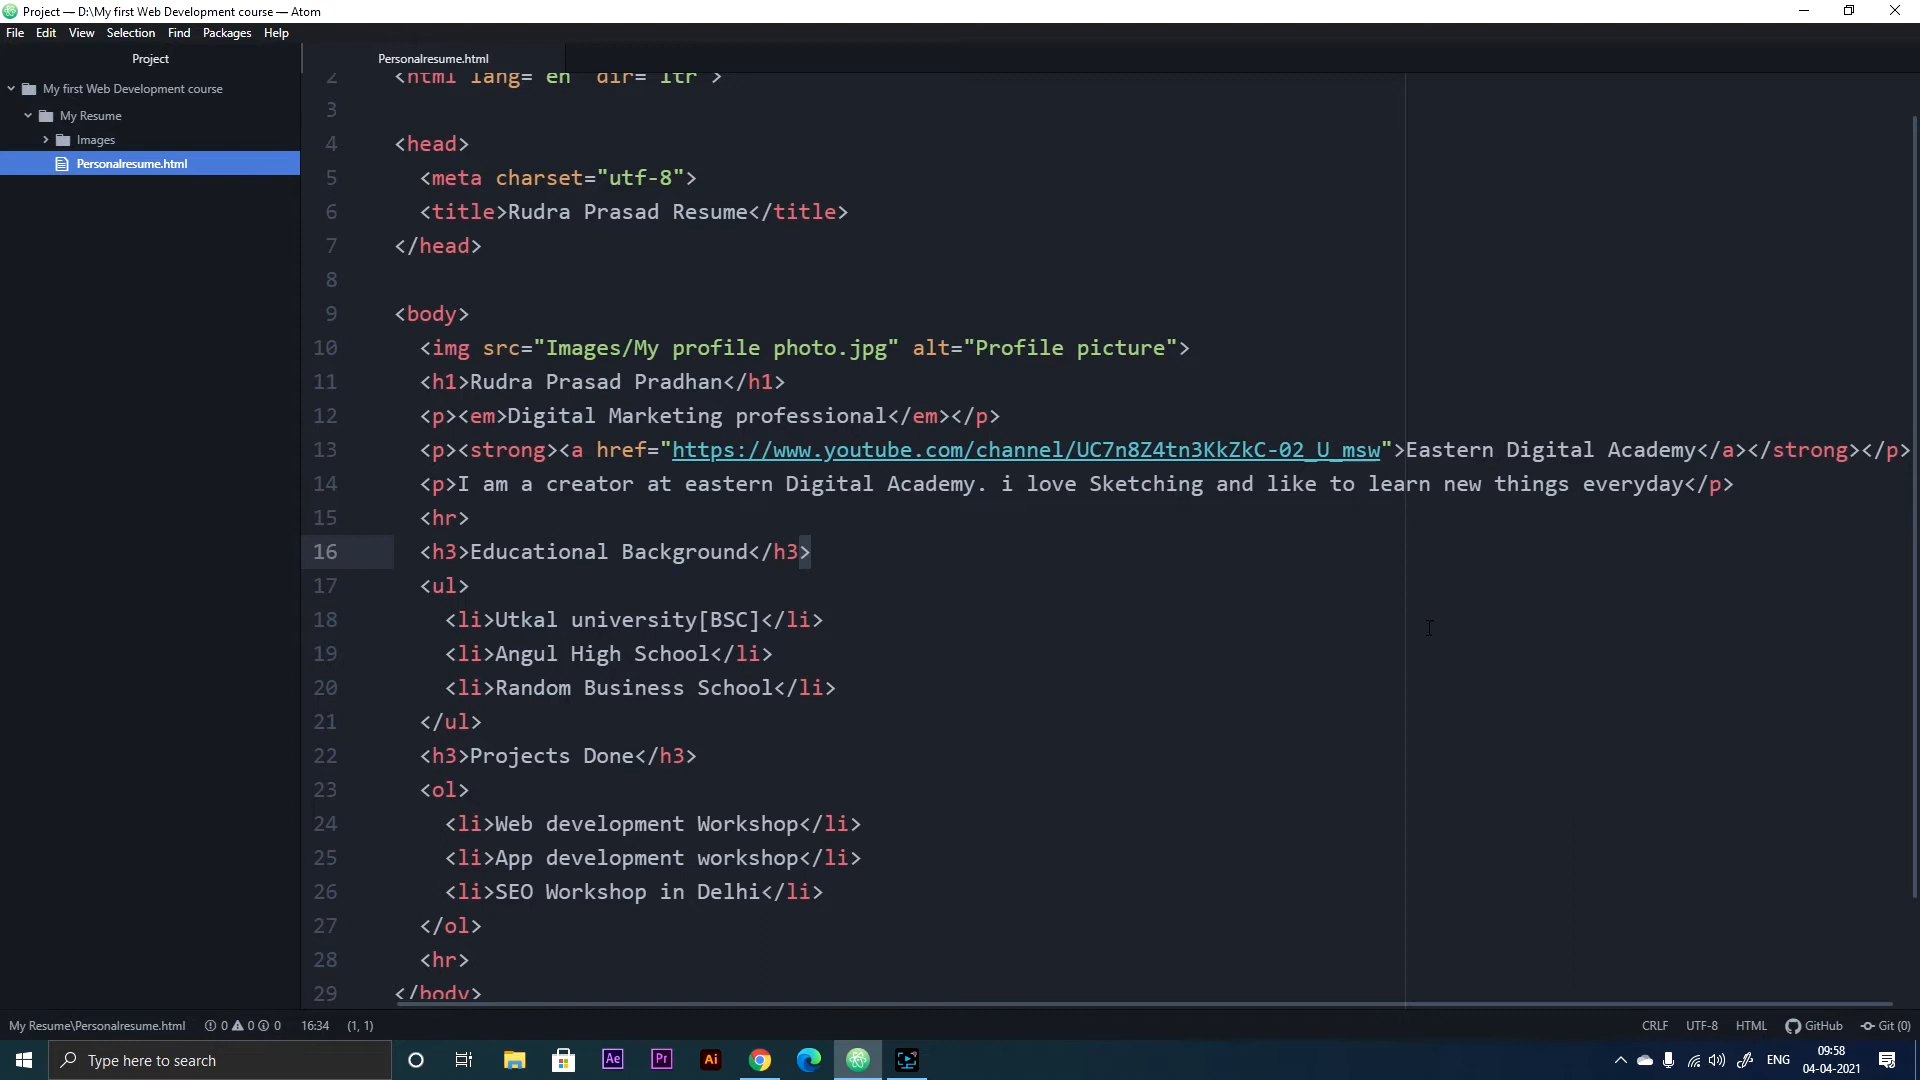 Project — D:\My first Web Development course — Atom
File Edit View Selection Find Packages Help
Project
Personalresume.html
My first Web Development course
My Resume
Images
Personalresume.html
2 <html lang="en" dir="ltr">
3
4 <head>
5 <meta charset="utf-8">
6 <title>Rudra Prasad Resume</title>
7 </head>
8
9 <body>
10 <img src="Images/My profile photo.jpg" alt="Profile picture">
11 <h1>Rudra Prasad Pradhan</h1>
12 <p><em>Digital Marketing professional</em></p>
13 <p><strong><a href="https://www.youtube.com/channel/UC7n8Z4tn3KkZkC-02_U_msw">Eastern Digital Academy</a></strong></p>
14 <p>I am a creator at eastern Digital Academy. i love Sketching and like to learn new things everyday</p>
15 <hr>
16 <h3>Educational Background</h3>
17 <ul>
18 <li>Utkal university[BSC]</li>
19 <li>Angul High School</li>
20 <li>Random Business School</li>
21 </ul>
22 <h3>Projects Done</h3>
23 <ol>
24 <li>Web development Workshop</li>
25 <li>App development workshop</li>
26 <li>SEO Workshop in Delhi</li>
27 </ol>
28 <hr>
29 </body>
My Resume\Personalresume.html 0 0 0 16:34 (1, 1) CRLF UTF-8 HTML GitHub Git (0)
Type here to search Ae Pr Ai ENG 09:58
04-04-2021